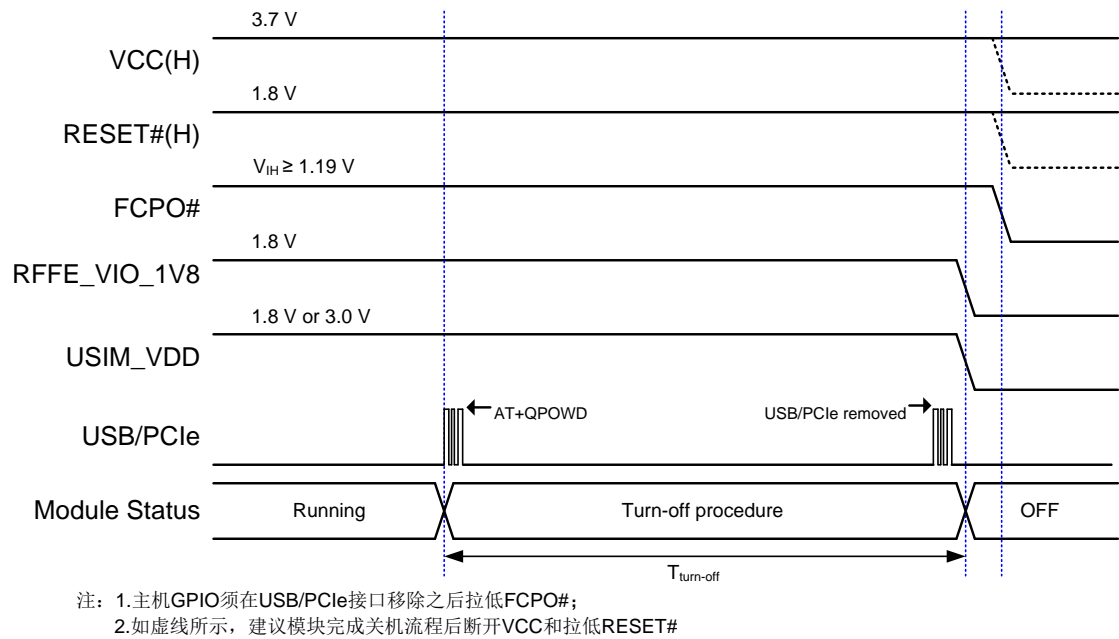 3.7 V
VCC(H)
1.8 V
RESET#(H)
VIH ≥ 1.19 V
FCPO#
1.8 V
RFFE_VIO_1V8
1.8 V or 3.0 V
USIM_VDD
AT+QPOWD
USB/PCIe removed
USB/PCIe
Module Status
Running
Turn-off procedure
OFF
Tturn-off
注：1.主机GPIO须在USB/PCIe接口移除之后拉低FCPO#；
2.如虚线所示，建议模块完成关机流程后断开VCC和拉低RESET#